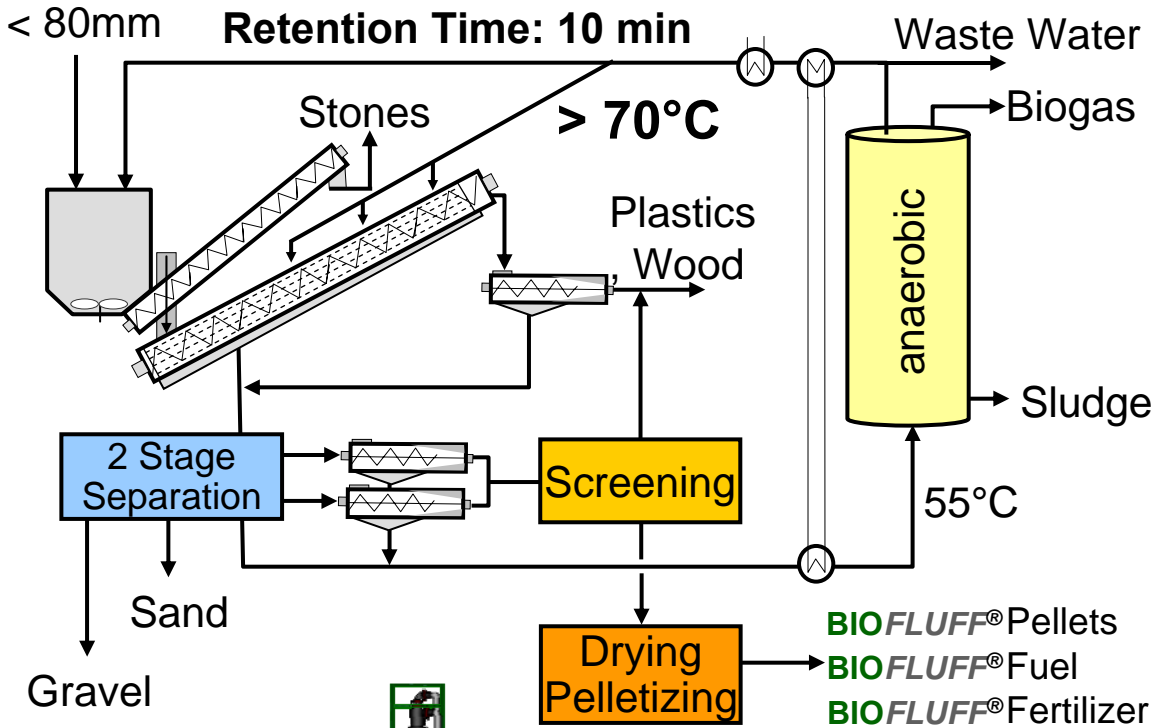 < 80mm
Retention Time: 10 min
Waste Water
Biogas
Stones
> 70°C
Plastics
Wood
anaerobic
Sludge
2 Stage
Separation
Screening
55°C
Sand
Gravel
Drying
Pelletizing
BIOFLUFF® Pellets
BIOFLUFF® Fuel
BIOFLUFF® Fertilizer